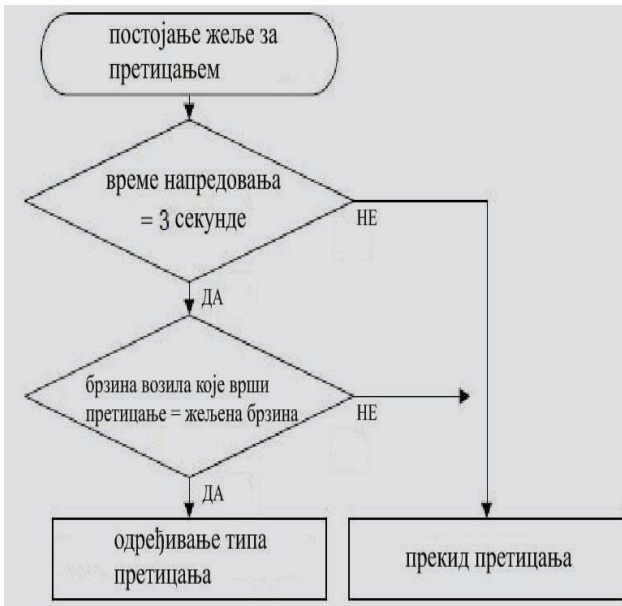 постојање жеље за
претицањем
време напредовања
= 3 секунде
НЕ
ДА
брзина возила које врши
претицање = жељена брзина
НЕ
ДА
одређивање типа
претицања
прекид претицања